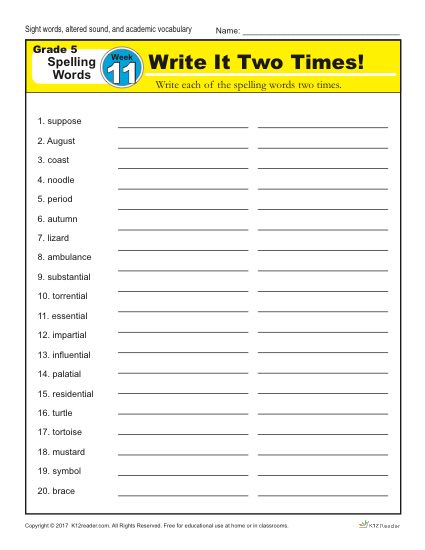 Sight words, altered sound, and academic vocabulary
Name:
Grade 5
Spelling
Words
Week
11
Write It Two Times!
Write each of the spelling words two times.
1. suppose
2. August
3. coast
4. noodle
5. period
6. autumn
7. lizard
8. ambulance
9. substantial
10. torrential
11. essential
12. impartial
13. influential
14. palatial
15. residential
16. turtle
17. tortoise
18. mustard
19. symbol
20. brace
Copyright © 2017 K12reader.com. All Rights Reserved. Free for educational use at home or in classrooms.
K12Reader